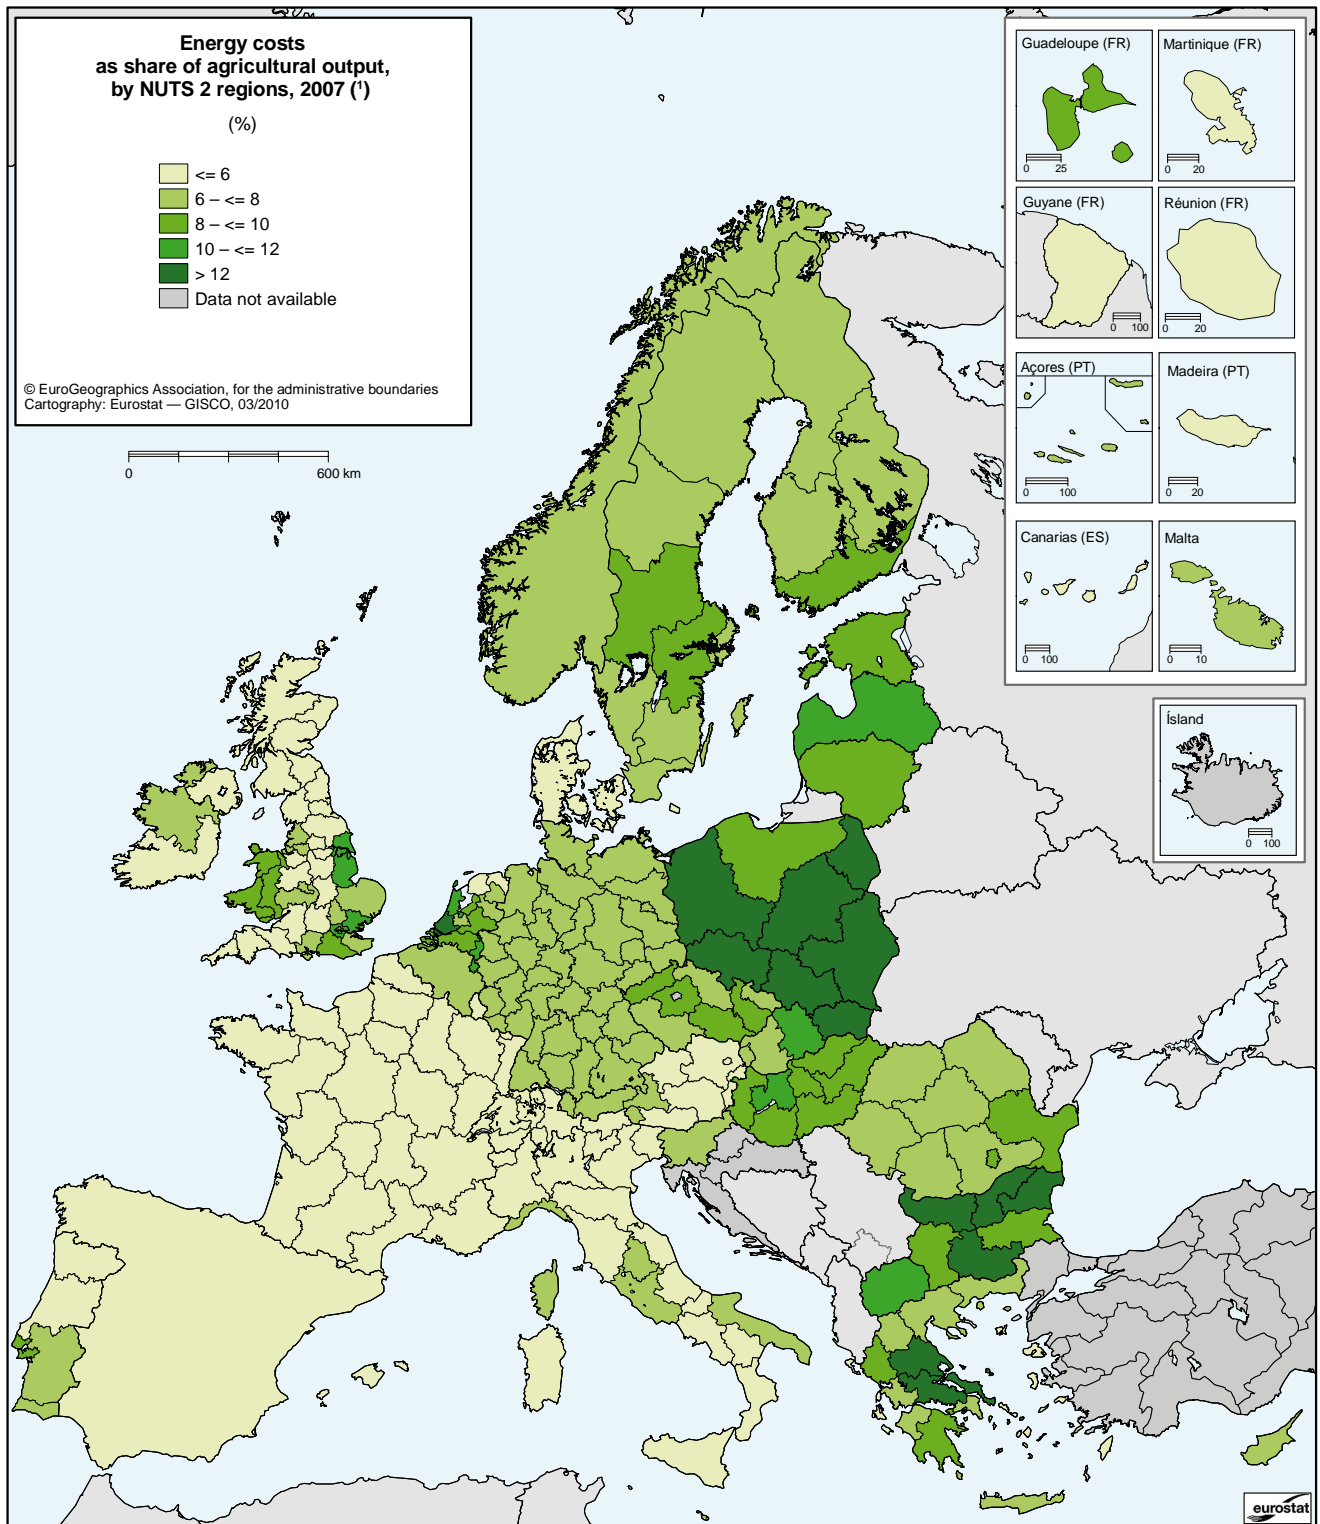 Energy costs
as share of agricultural output,
by NUTS 2 regions, 2007 (¹)
(%)
<= 6
6 – <= 8
8 – <= 10
10 – <= 12
> 12
Data not available
© EuroGeographics Association, for the administrative boundaries
Cartography: Eurostat — GISCO, 03/2010
0 600 km
Guadeloupe (FR)
0 25
Martinique (FR)
0 20
Guyane (FR)
0 100
Réunion (FR)
0 20
Açores (PT)
0 100
Madeira (PT)
0 20
Canarias (ES)
0 100
Malta
0 10
Ísland
0 100
eurostat